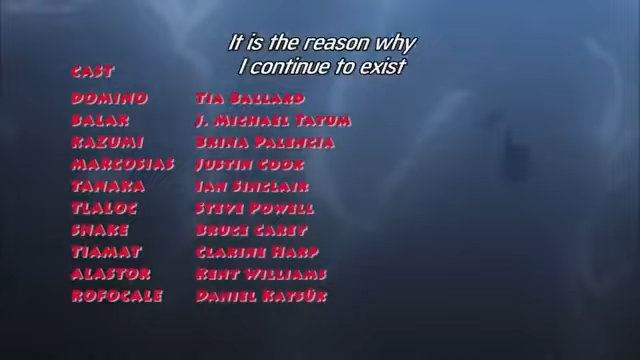 It is the reason why
I continue to exist
CAST
DOMINO TIA BALLARD
BALAR J. MICHAEL TATUM
KAZUMI BRINA PALENCIA
MARCOSIAS JUSTIN COOK
TANAKA IAN SINCLAIR
TLALOC STEVE POWELL
SNAKE BRUCE CAREY
TIAMAT CLARINE HARP
ALASTOR KENT WILLIAMS
ROFOCALE DANIEL KATSÜK